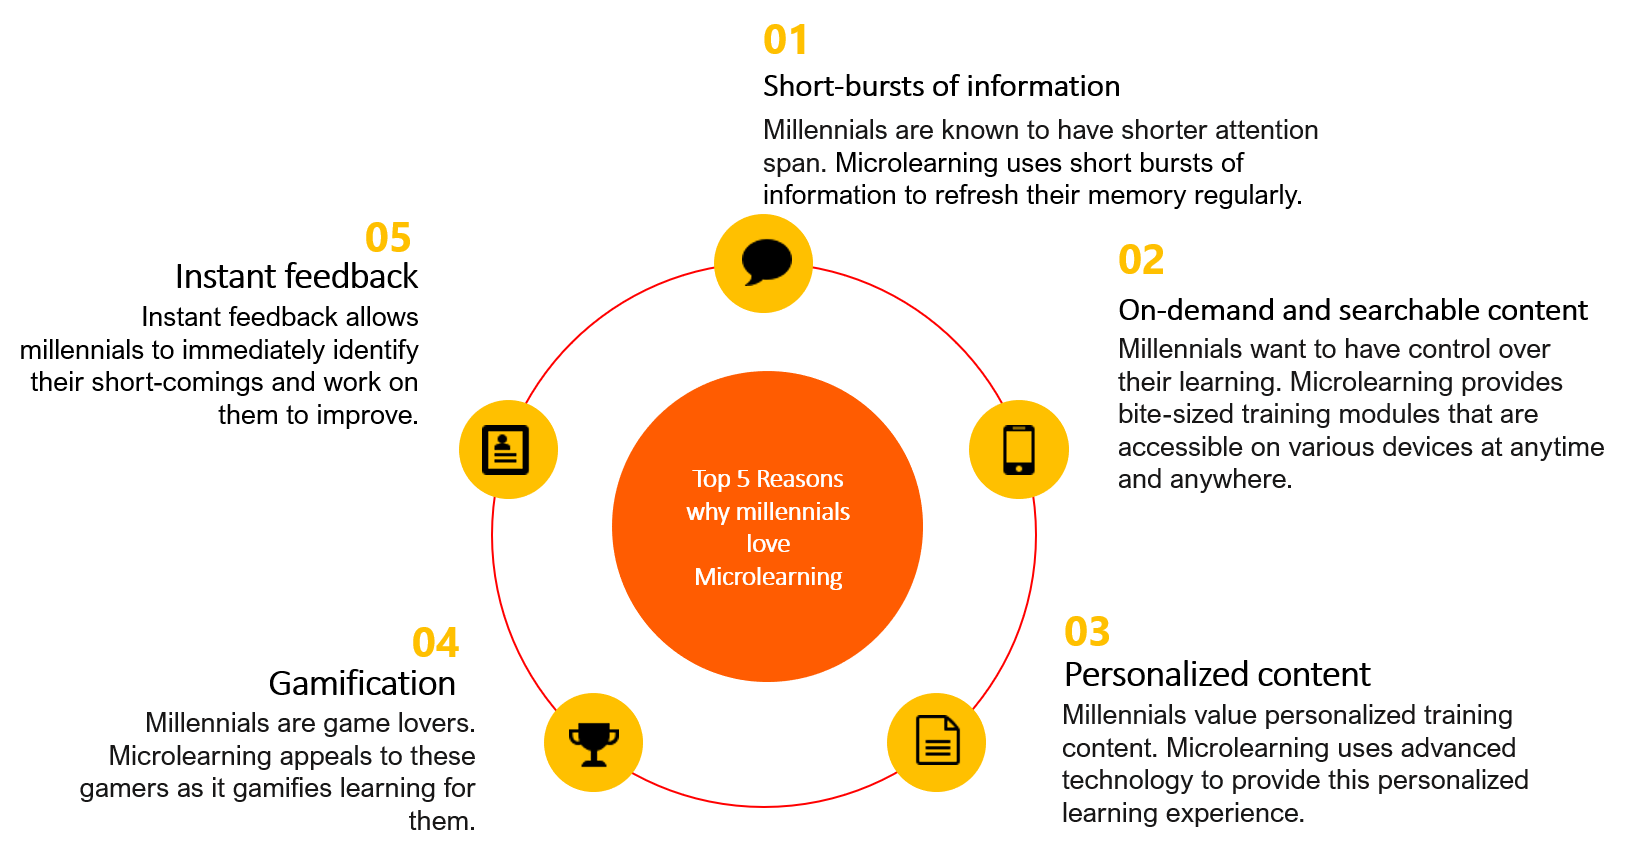 01
Short-bursts of information
Millennials are known to have shorter attention
span. Microlearning uses short bursts of
information to refresh their memory regularly.
02
On-demand and searchable content
Millennials want to have control over
their learning. Microlearning provides
bite-sized training modules that are
accessible on various devices at anytime
and anywhere.
03
Personalized content
Millennials value personalized training
content. Microlearning uses advanced
technology to provide this personalized
learning experience.
04
Gamification
Millennials are game lovers.
Microlearning appeals to these
gamers as it gamifies learning for
them.
05
Instant feedback
Instant feedback allows
millennials to immediately identify
their short-comings and work on
them to improve.
Top 5 Reasons
why millennials
love
Microlearning